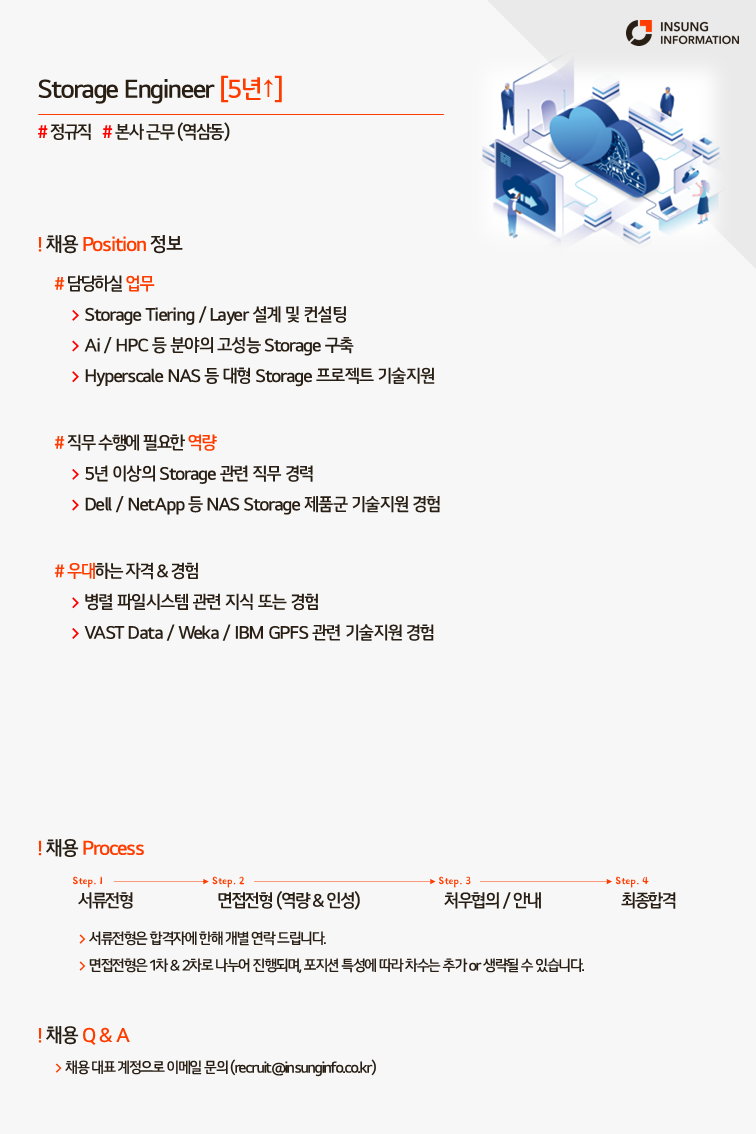 INSUNG
INFORMATION
Storage Engineer [5년↑]
# 정규직 # 본사 근무 (역삼동)
! 채용 Position 정보
# 담당하실 업무
> Storage Tiering / Layer 설계 및 컨설팅
> Ai / HPC 등 분야의 고성능 Storage 구축
> Hyperscale NAS 등 대형 Storage 프로젝트 기술지원
# 직무 수행에 필요한 역량
> 5년 이상의 Storage 관련 직무 경력
> Dell / NetApp 등 NAS Storage 제품군 기술지원 경험
# 우대하는 자격 & 경험
> 병렬 파일시스템 관련 지식 또는 경험
> VAST Data / Weka / IBM GPFS 관련 기술지원 경험
! 채용 Process
Step. 1 Step. 2 Step. 3 Step. 4
서류전형 면접전형 (역량 & 인성) 처우협의 / 안내 최종합격
> 서류전형은 합격자에 한해 개별 연락 드립니다.
> 면접전형은 1차 & 2차로 나누어 진행되며, 포지션 특성에 따라 차수는 추가 or 생략될 수 있습니다.
! 채용 Q & A
> 채용 대표 계정으로 이메일 문의 (recruit@insunginfo.co.kr)